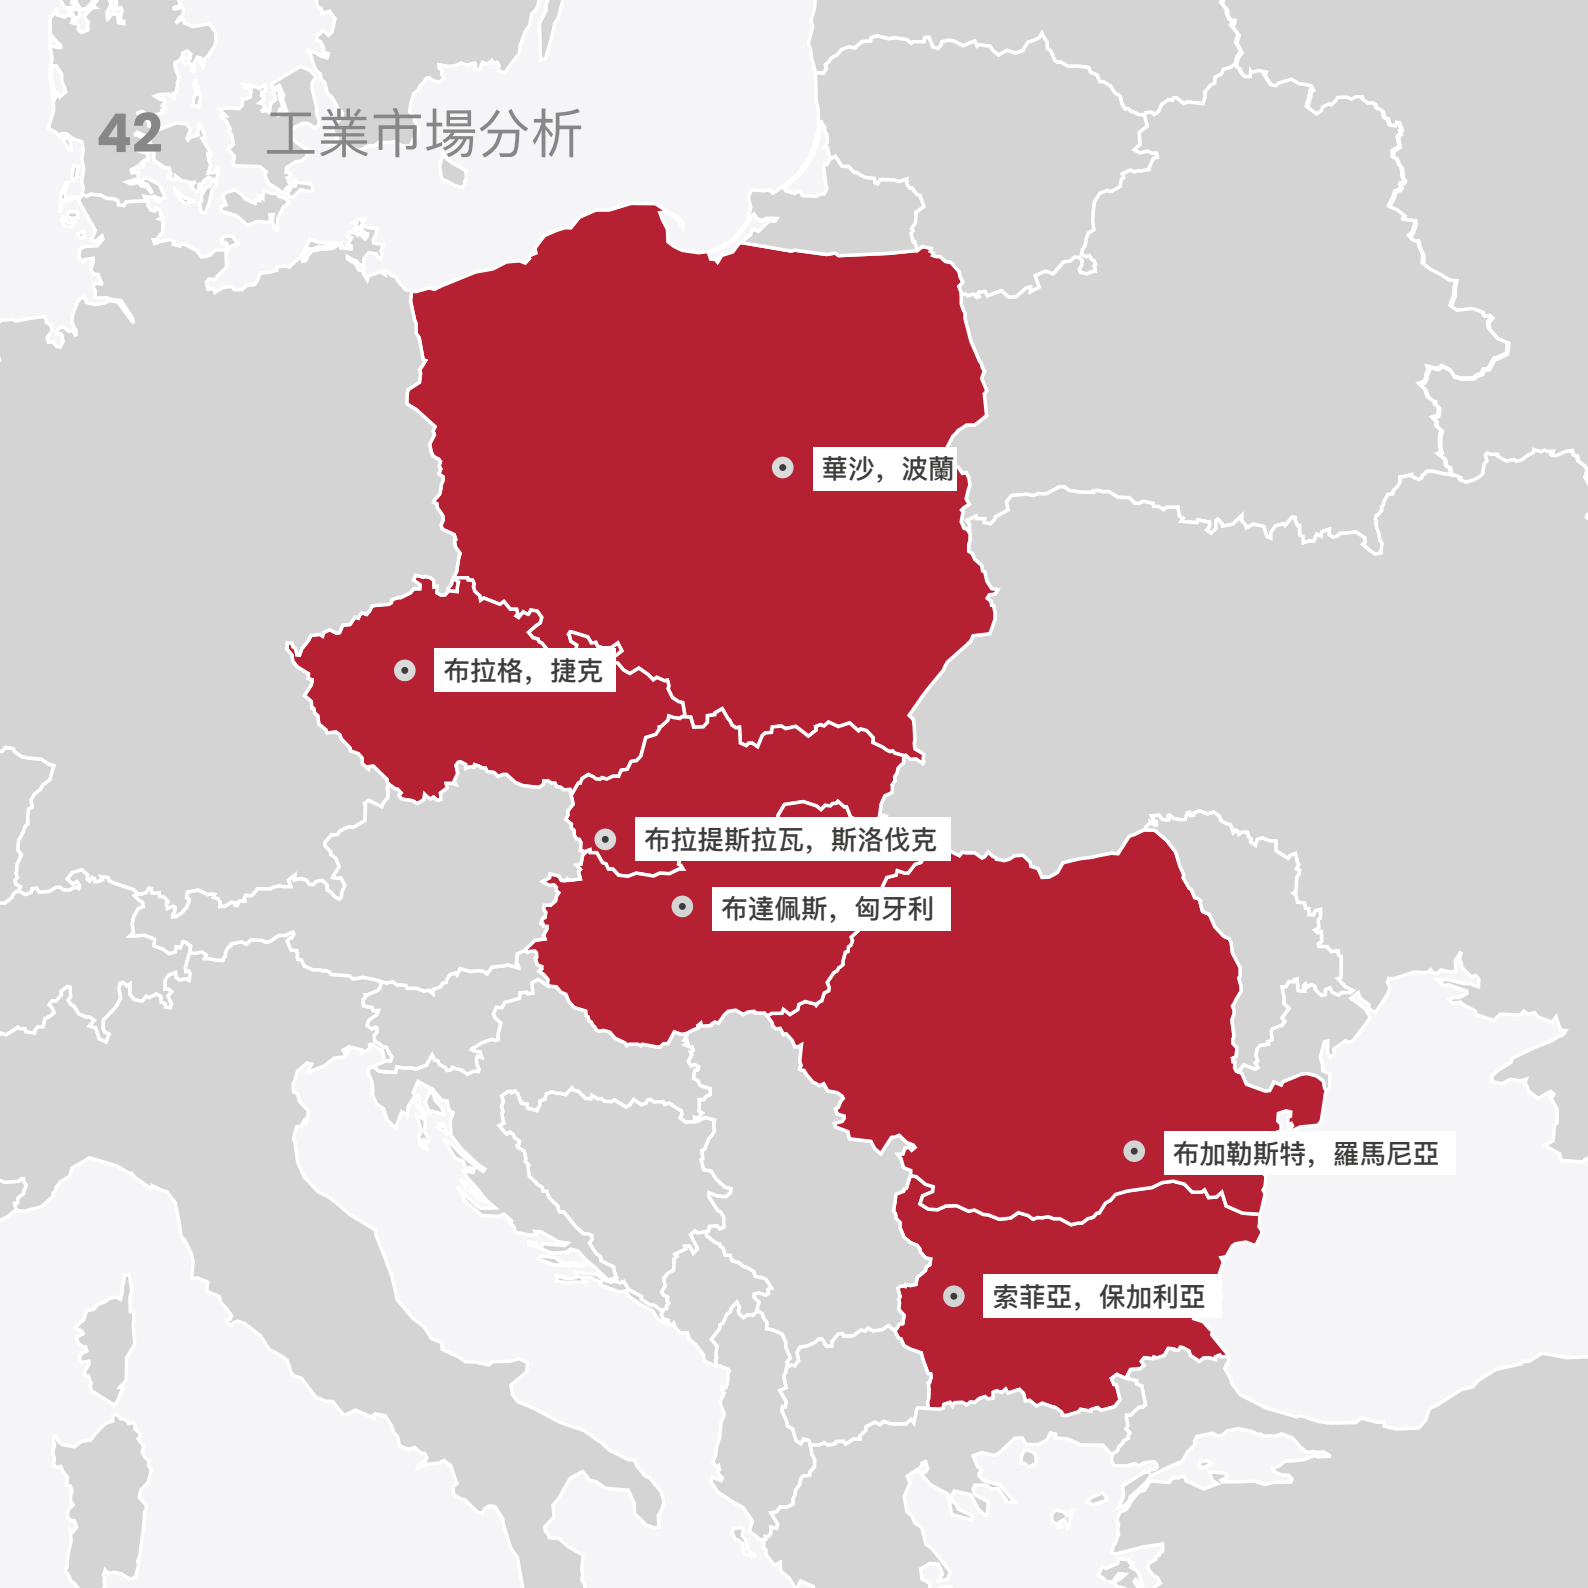 42 工業市場分析
華沙，波蘭
布拉格，捷克
布拉提斯拉瓦，斯洛伐克
布達佩斯，匈牙利
布加勒斯特，羅馬尼亞
索菲亞，保加利亞